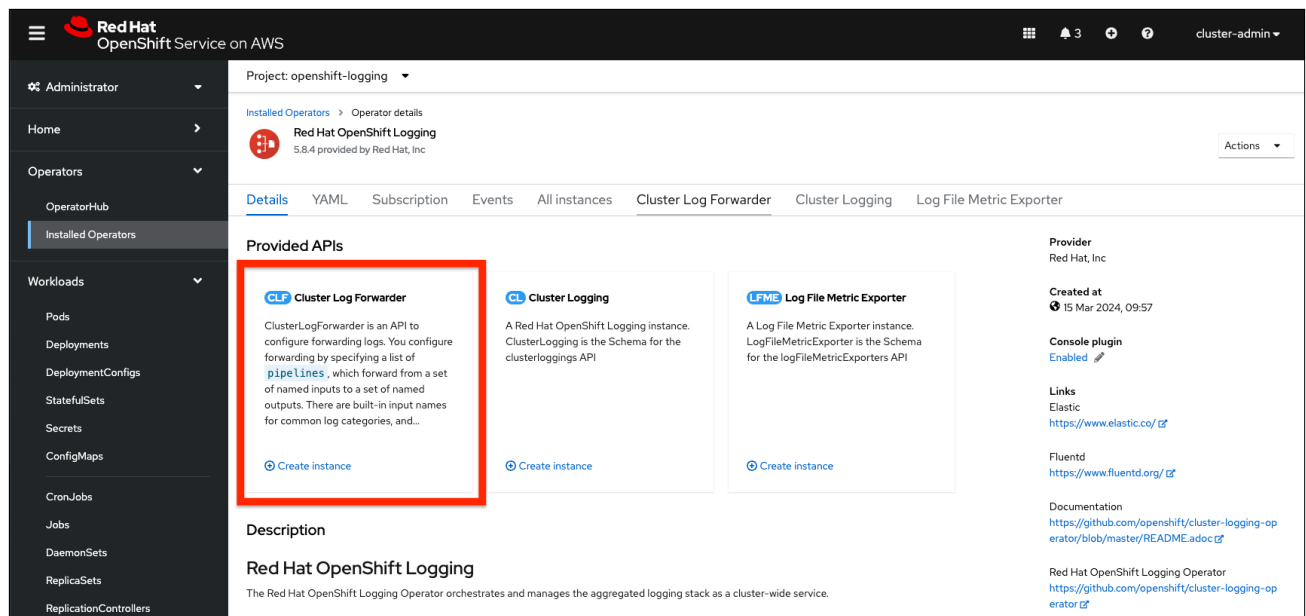 Red Hat
OpenShift Service on AWS
3
cluster-admin
Administrator
Home
Operators
OperatorHub
Installed Operators
Workloads
Pods
Deployments
DeploymentConfigs
StatefulSets
Secrets
ConfigMaps
CronJobs
Jobs
DaemonSets
ReplicaSets
ReplicationControllers
Project: openshift-logging
Installed Operators > Operator details
Red Hat OpenShift Logging
5.8.4 provided by Red Hat, Inc
Actions
Details YAML Subscription Events All instances Cluster Log Forwarder Cluster Logging Log File Metric Exporter
Provided APIs
CLF Cluster Log Forwarder
ClusterLogForwarder is an API to
configure forwarding logs. You configure
forwarding by specifying a list of
pipelines , which forward from a set
of named inputs to a set of named
outputs. There are built-in input names
for common log categories, and...
Create instance
CL Cluster Logging
A Red Hat OpenShift Logging instance.
ClusterLogging is the Schema for the
clusterloggings API
Create instance
LFME Log File Metric Exporter
A Log File Metric Exporter instance.
LogFileMetricExporter is the Schema
for the logFileMetricExporters API
Create instance
Description
Red Hat OpenShift Logging
The Red Hat OpenShift Logging Operator orchestrates and manages the aggregated logging stack as a cluster-wide service.
Provider
Red Hat, Inc
Created at
15 Mar 2024, 09:57
Console plugin
Enabled
Links
Elastic
https://www.elastic.co/
Fluentd
https://www.fluentd.org/
Documentation
https://github.com/openshift/cluster-logging-op
erator/blob/master/README.adoc
Red Hat OpenShift Logging Operator
https://github.com/openshift/cluster-logging-op
erator